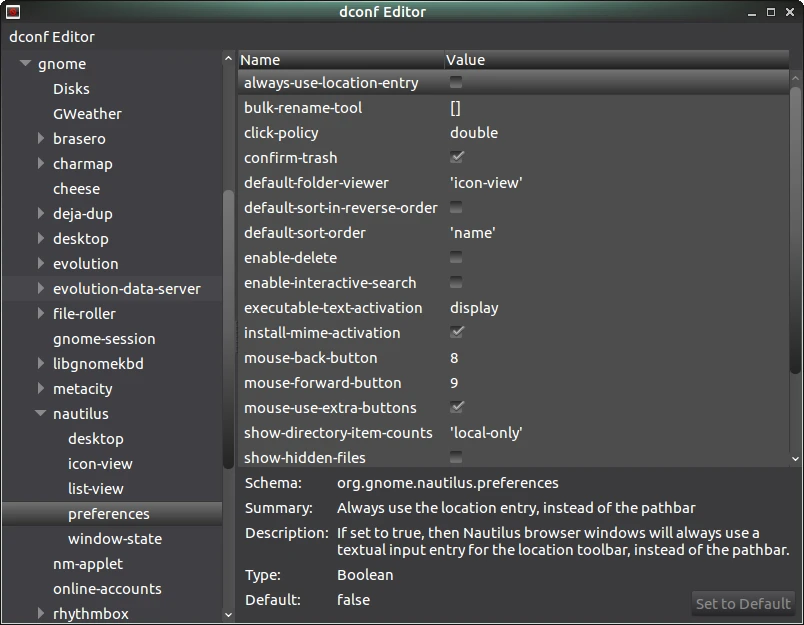 dconf Editor
dconf Editor
gnome
Disks
GWeather
brasero
charmap
cheese
deja-dup
desktop
evolution
evolution-data-server
file-roller
gnome-session
libgnomekbd
metacity
nautilus
desktop
icon-view
list-view
preferences
window-state
nm-applet
online-accounts
rhythmbox
Name Value
always-use-location-entry
bulk-rename-tool []
click-policy double
confirm-trash
default-folder-viewer 'icon-view'
default-sort-in-reverse-order
default-sort-order 'name'
enable-delete
enable-interactive-search
executable-text-activation display
install-mime-activation
mouse-back-button 8
mouse-forward-button 9
mouse-use-extra-buttons
show-directory-item-counts 'local-only'
show-hidden-files
Schema: org.gnome.nautilus.preferences
Summary: Always use the location entry, instead of the pathbar
Description: If set to true, then Nautilus browser windows will always use a
textual input entry for the location toolbar, instead of the pathbar.
Type: Boolean
Default: false
Set to Default